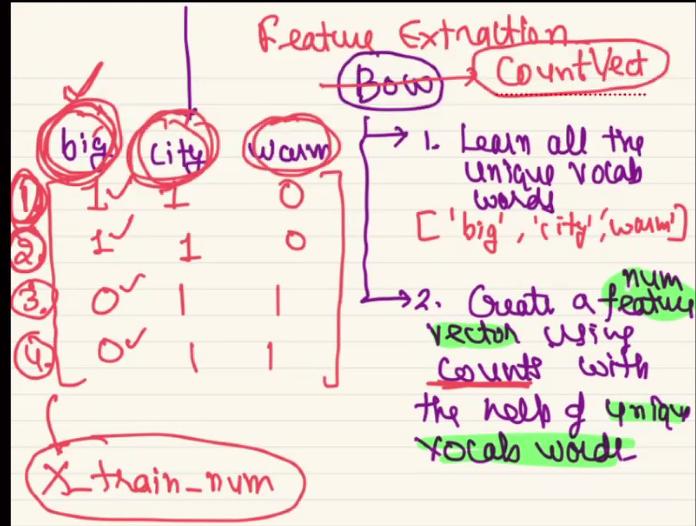 Feature Extraction
BOW → CountVect
big city warm
1. 1 1 0
2. 1 1 0
3. 0 1 1
4. 0 1 1
X_train_num
→ 1. Learn all the
unique vocab
words
['big', 'city', 'warm']
→ 2. Create a num feature
vector using
counts with
the help of unique
vocab words